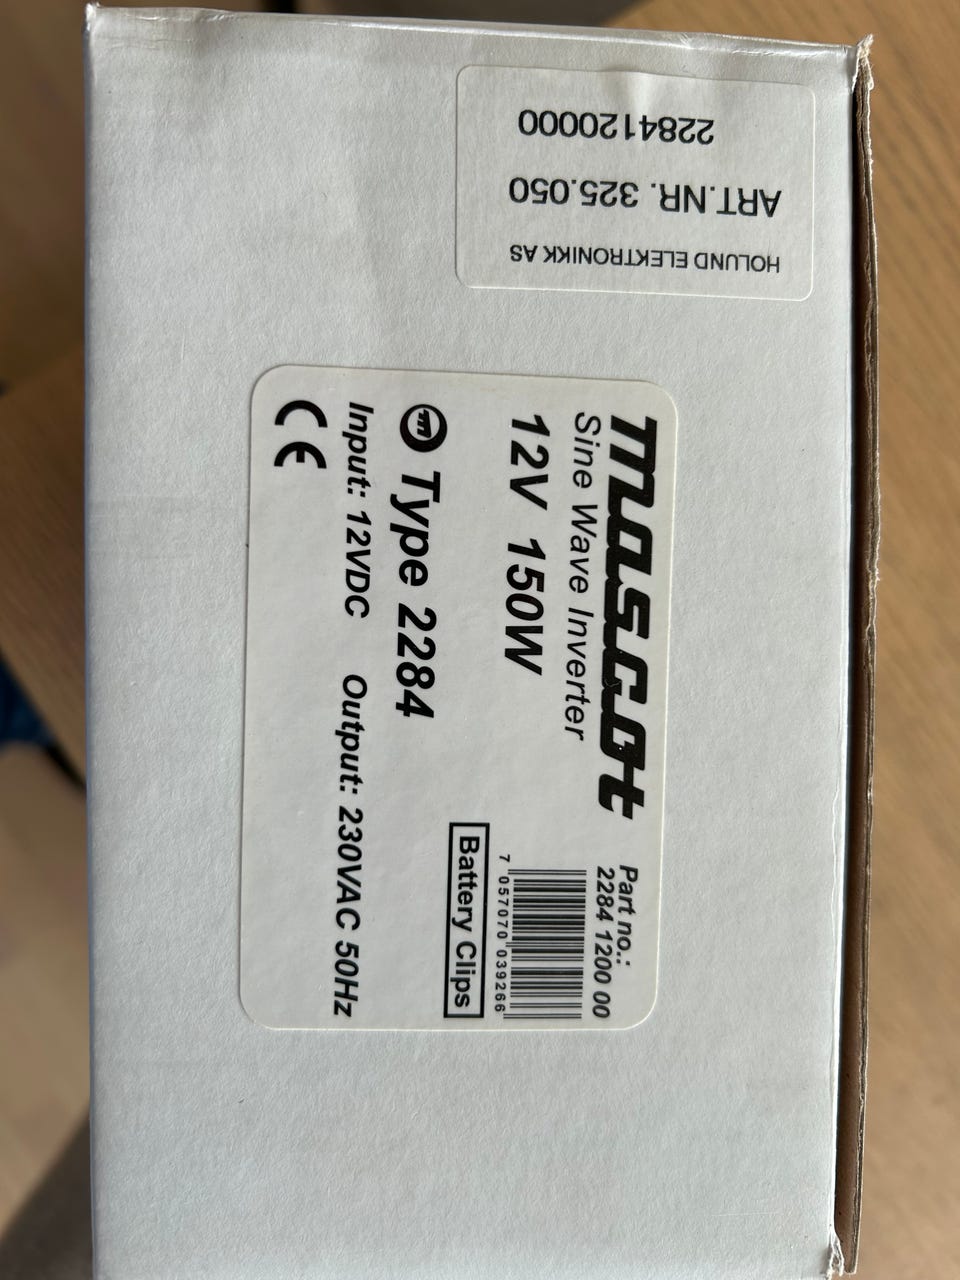 HOLUND ELEKTRONIKK AS
ART.NR. 325.050
2284120000
mascot
Sine Wave Inverter
12V 150W
Part no.:
2284 1200 00
7 057070 039266
Battery Clips
Type 2284
Input: 12VDC Output: 230VAC 50Hz
CE